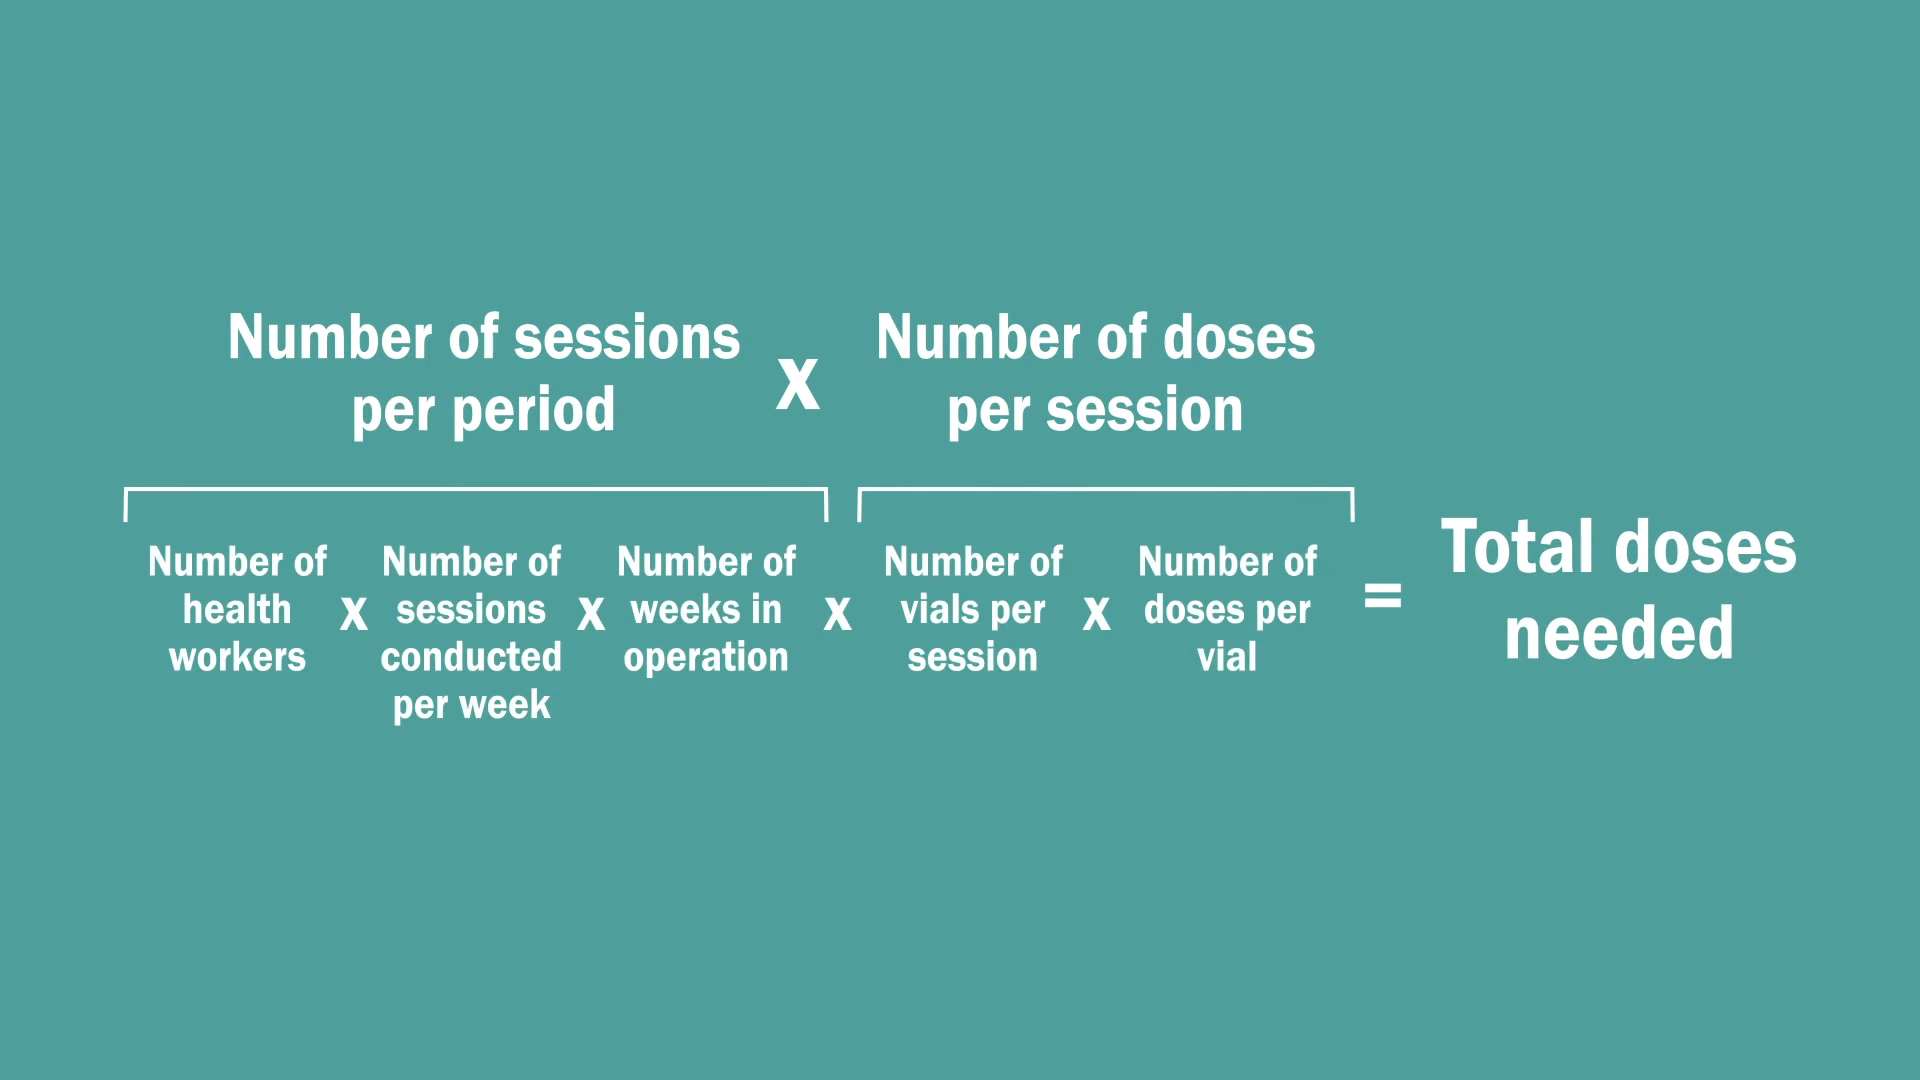 Number of sessions
per period
x
Number of doses
per session
Number of
health
workers
x
Number of
sessions
conducted
per week
x
Number of
weeks in
operation
x
Number of
vials per
session
x
Number of
doses per
vial
=
Total doses
needed